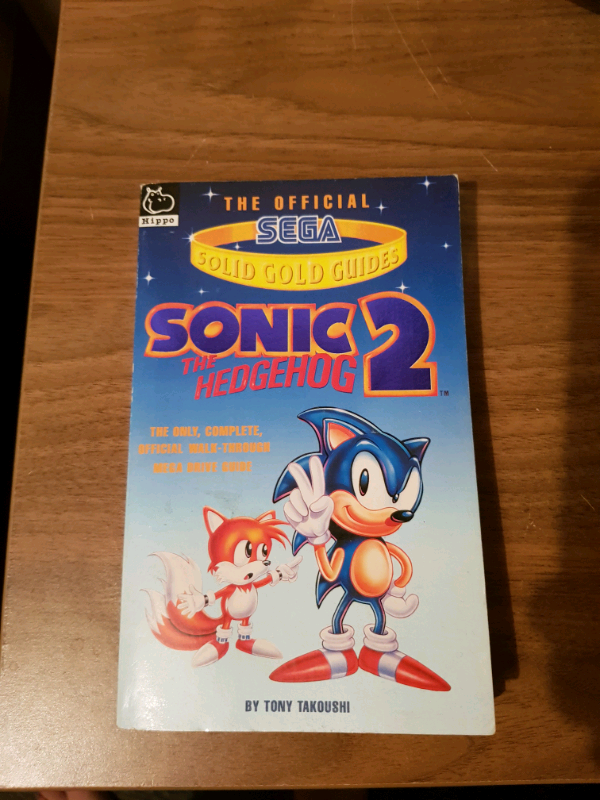 Hippo
THE OFFICIAL
SEGA
SOLID GOLD GUIDES
SONIC
THE
HEDGEHOG
2
TM
THE ONLY, COMPLETE,
OFFICIAL WALK-THROUGH
MEGA DRIVE GUIDE
BY TONY TAKOUSHI